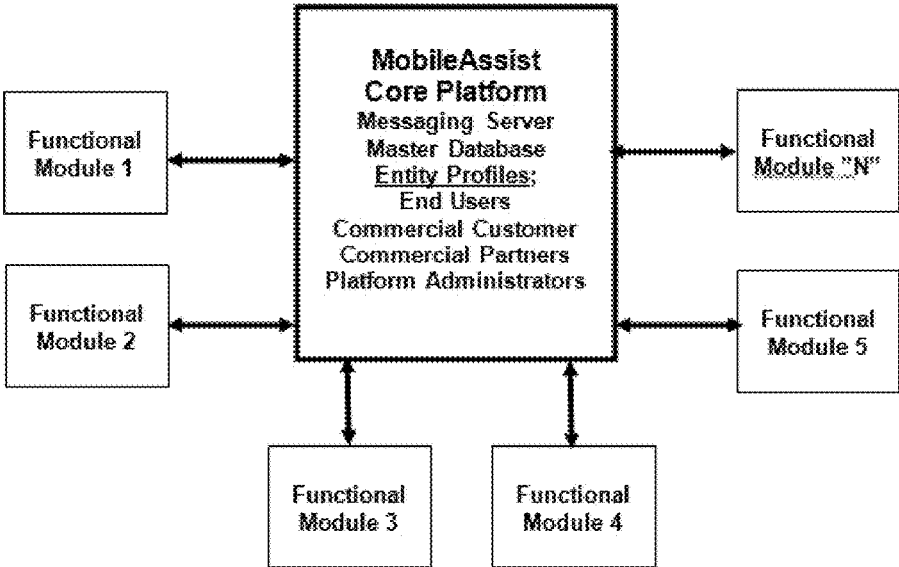 MobileAssist
Core Platform
Messaging Server
Master Database
Entity Profiles;
End Users
Commercial Customer
Commercial Partners
Platform Administrators
Functional
Module 1
Functional
Module 2
Functional
Module 3
Functional
Module 4
Functional
Module 5
Functional
Module "N"